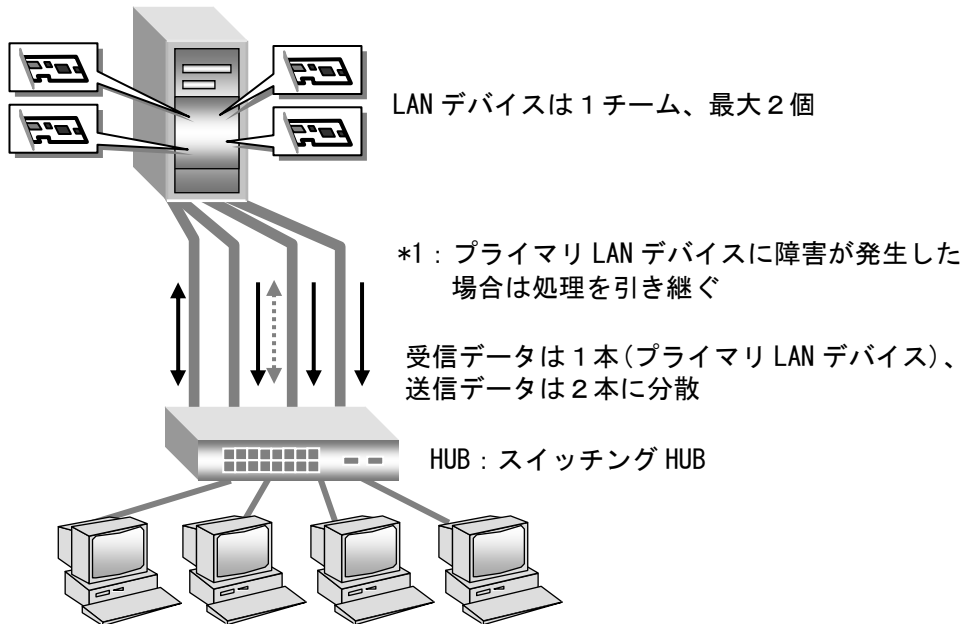 LAN デバイスは１チーム、最大２個
*1：プライマリ LAN デバイスに障害が発生した
場合は処理を引き継ぐ
受信データは１本（プライマリ LAN デバイス）、
送信データは２本に分散
HUB：スイッチング HUB